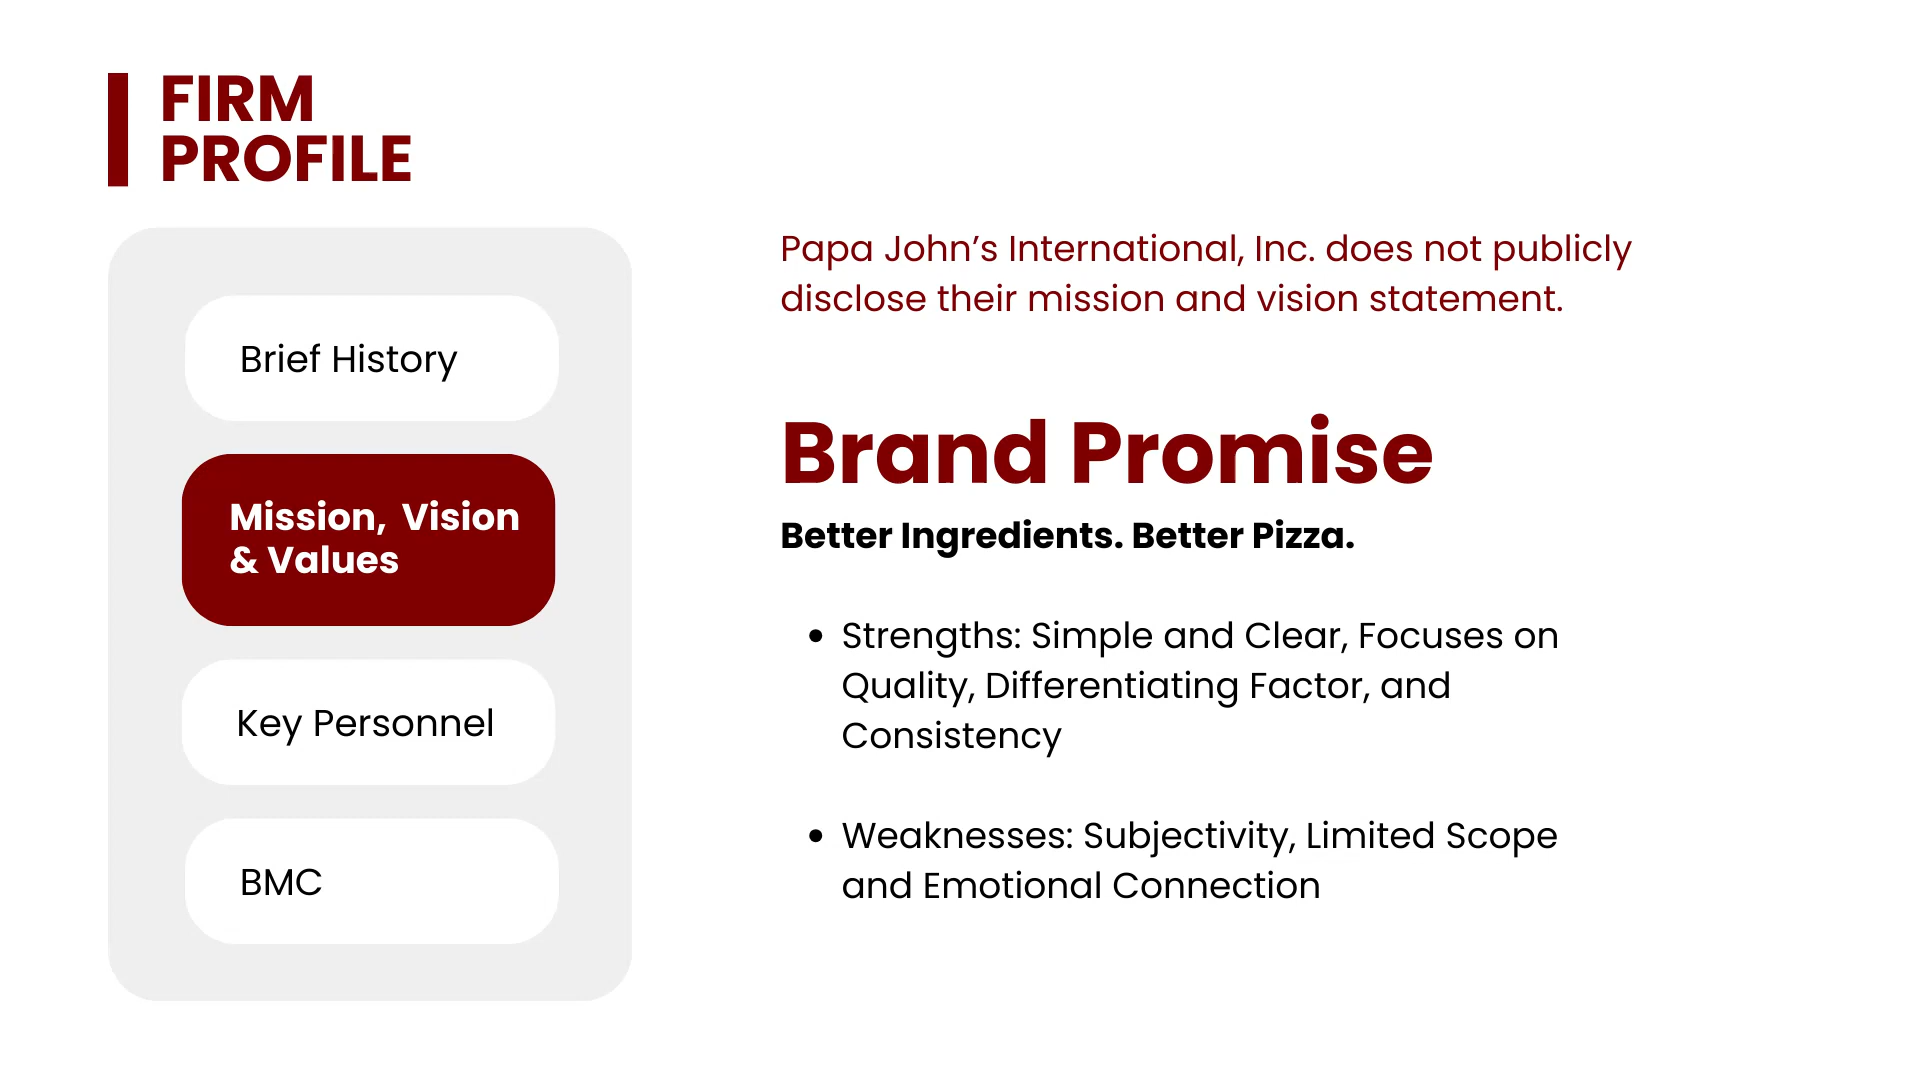 FIRM
PROFILE
Brief History
Mission, Vision
& Values
Key Personnel
BMC
Papa John’s International, Inc. does not publicly
disclose their mission and vision statement.
Brand Promise
Better Ingredients. Better Pizza.
• Strengths: Simple and Clear, Focuses on
Quality, Differentiating Factor, and
Consistency
• Weaknesses: Subjectivity, Limited Scope
and Emotional Connection